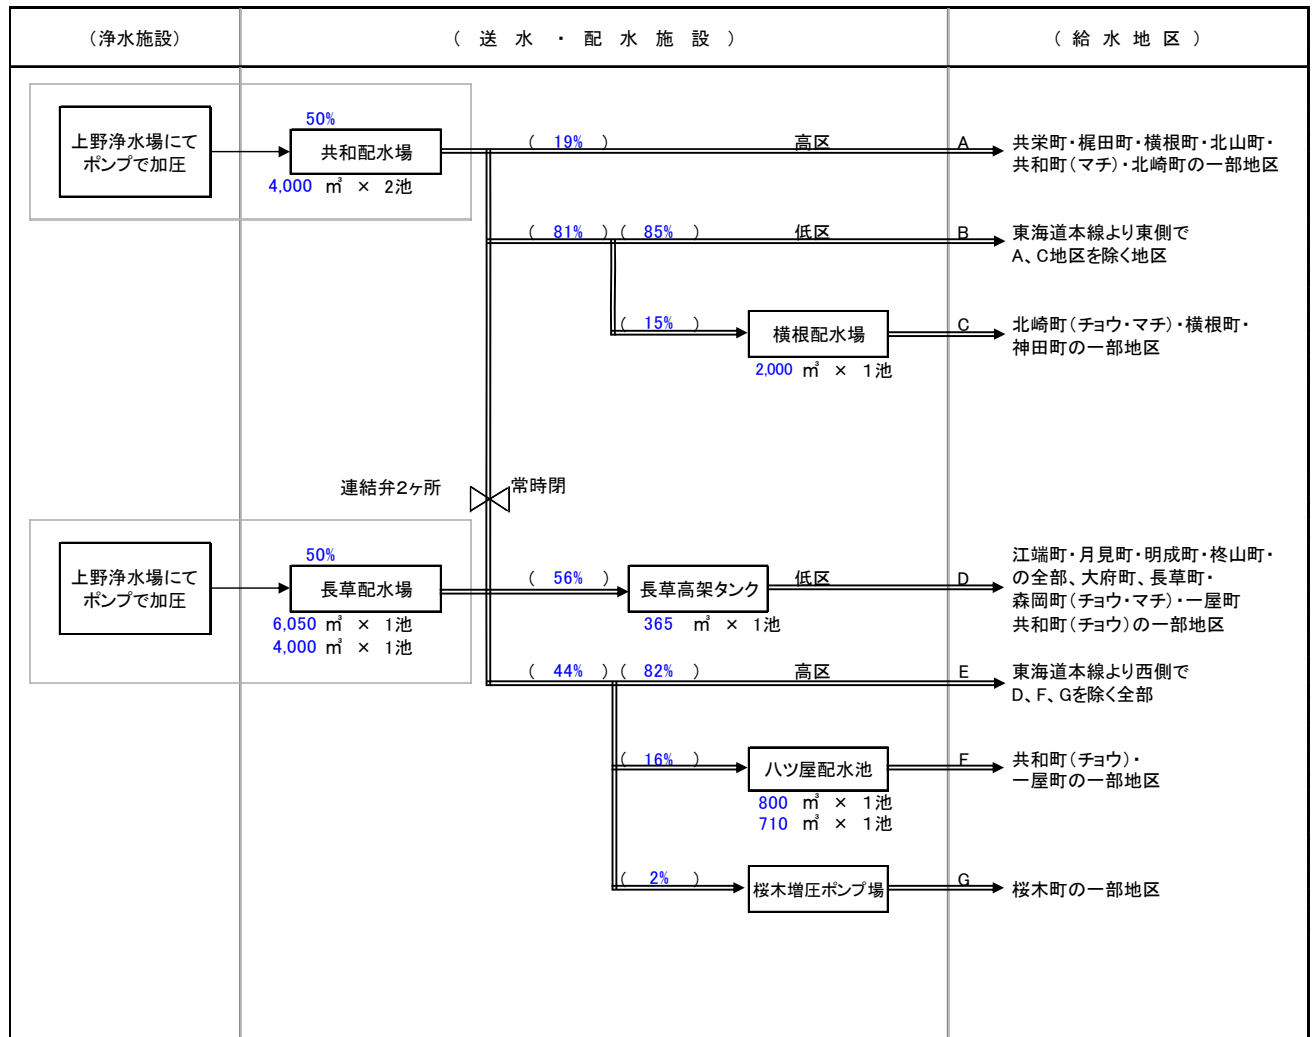 （浄水施設）
（ 送 水 ・ 配 水 施 設 ）
（ 給 水 地 区 ）
上野浄水場にて
ポンプで加圧
50%
共和配水場
4,000 ㎥ × 2池
（ 19% ）
高区
A
共栄町・梶田町・横根町・北山町・
共和町（マチ）・北崎町の一部地区
（ 81% ）
（ 85% ）
低区
B
東海道本線より東側で
A、C地区を除く地区
（ 15% ）
横根配水場
2,000 ㎥ × 1池
C
北崎町（チョウ・マチ）・横根町・
神田町の一部地区
連結弁2ヶ所
常時閉
上野浄水場にて
ポンプで加圧
50%
長草配水場
6,050 ㎥ × 1池
4,000 ㎥ × 1池
（ 56% ）
長草高架タンク
365 ㎥ × 1池
低区
D
江端町・月見町・明成町・柊山町・
の全部、大府町、長草町・
森岡町（チョウ・マチ）・一屋町
共和町（チョウ）の一部地区
（ 44% ）
（ 82% ）
高区
E
東海道本線より西側で
D、F、Gを除く全部
（ 16% ）
八ツ屋配水池
800 ㎥ × 1池
710 ㎥ × 1池
F
共和町（チョウ）・
一屋町の一部地区
（ 2% ）
桜木増圧ポンプ場
G
桜木町の一部地区